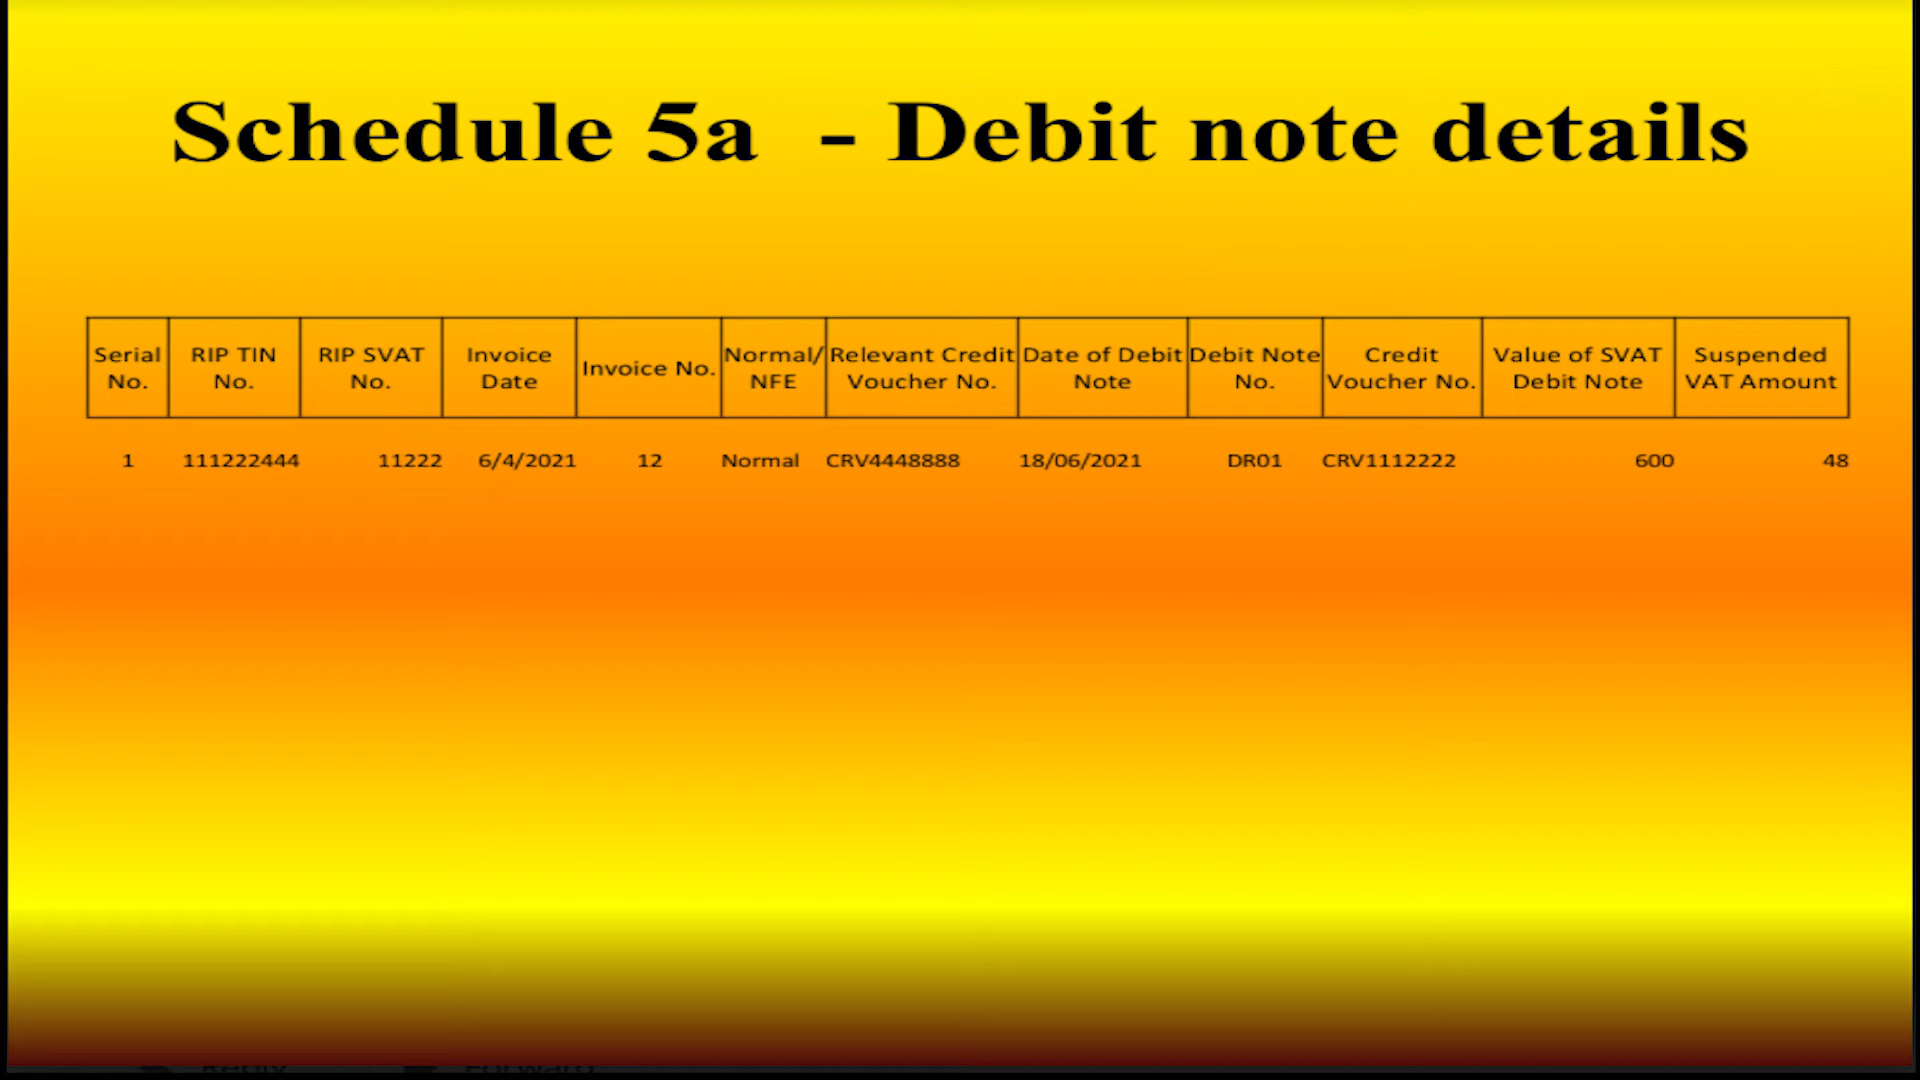 Schedule 5a - Debit note details
Serial No. RIP TIN No. RIP SVAT No. Invoice Date Invoice No. Normal/ NFE Relevant Credit Voucher No. Date of Debit Note Debit Note No. Credit Voucher No. Value of SVAT Debit Note Suspended VAT Amount
1 111222444 11222 6/4/2021 12 Normal CRV4448888 18/06/2021 DR01 CRV1112222 600 48
Reply Forward